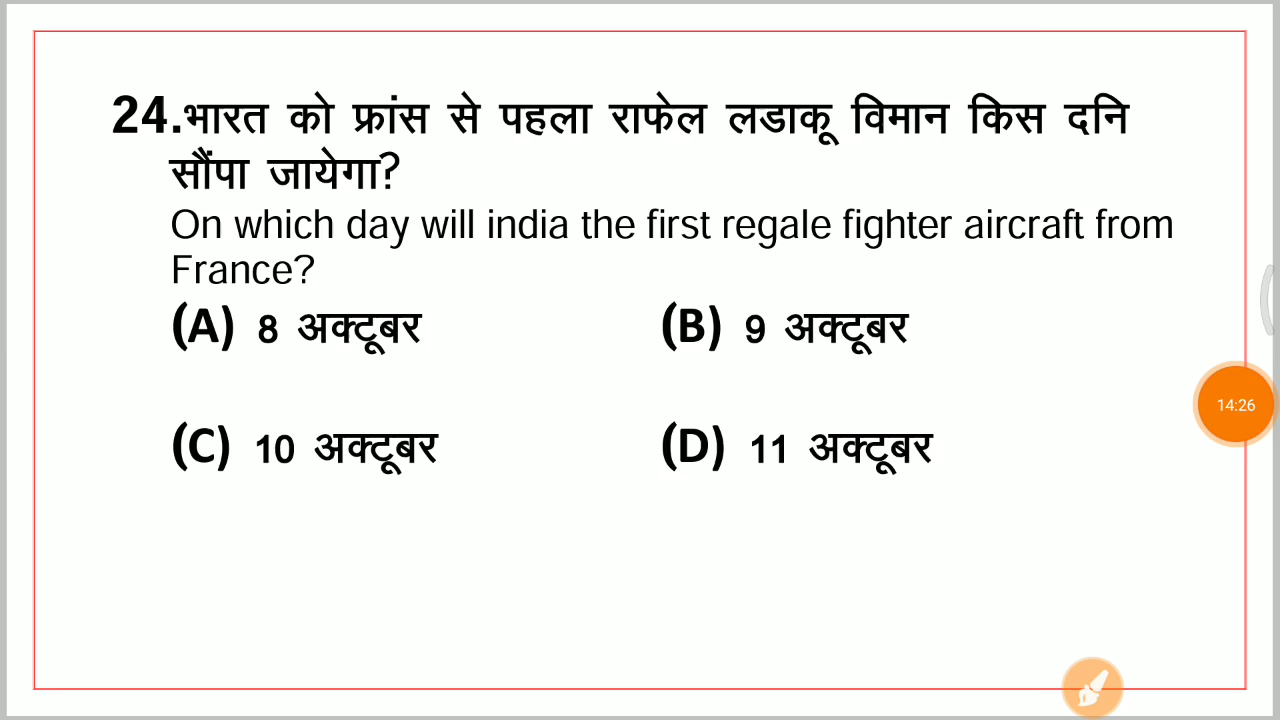 24.भारत को फ्रांस से पहला राफेल लडाकू विमान किस दनि
सौंपा जायेगा?
On which day will india the first regale fighter aircraft from
France?
(A) 8 अक्टूबर (B) 9 अक्टूबर
14:26
(C) 10 अक्टूबर (D) 11 अक्टूबर